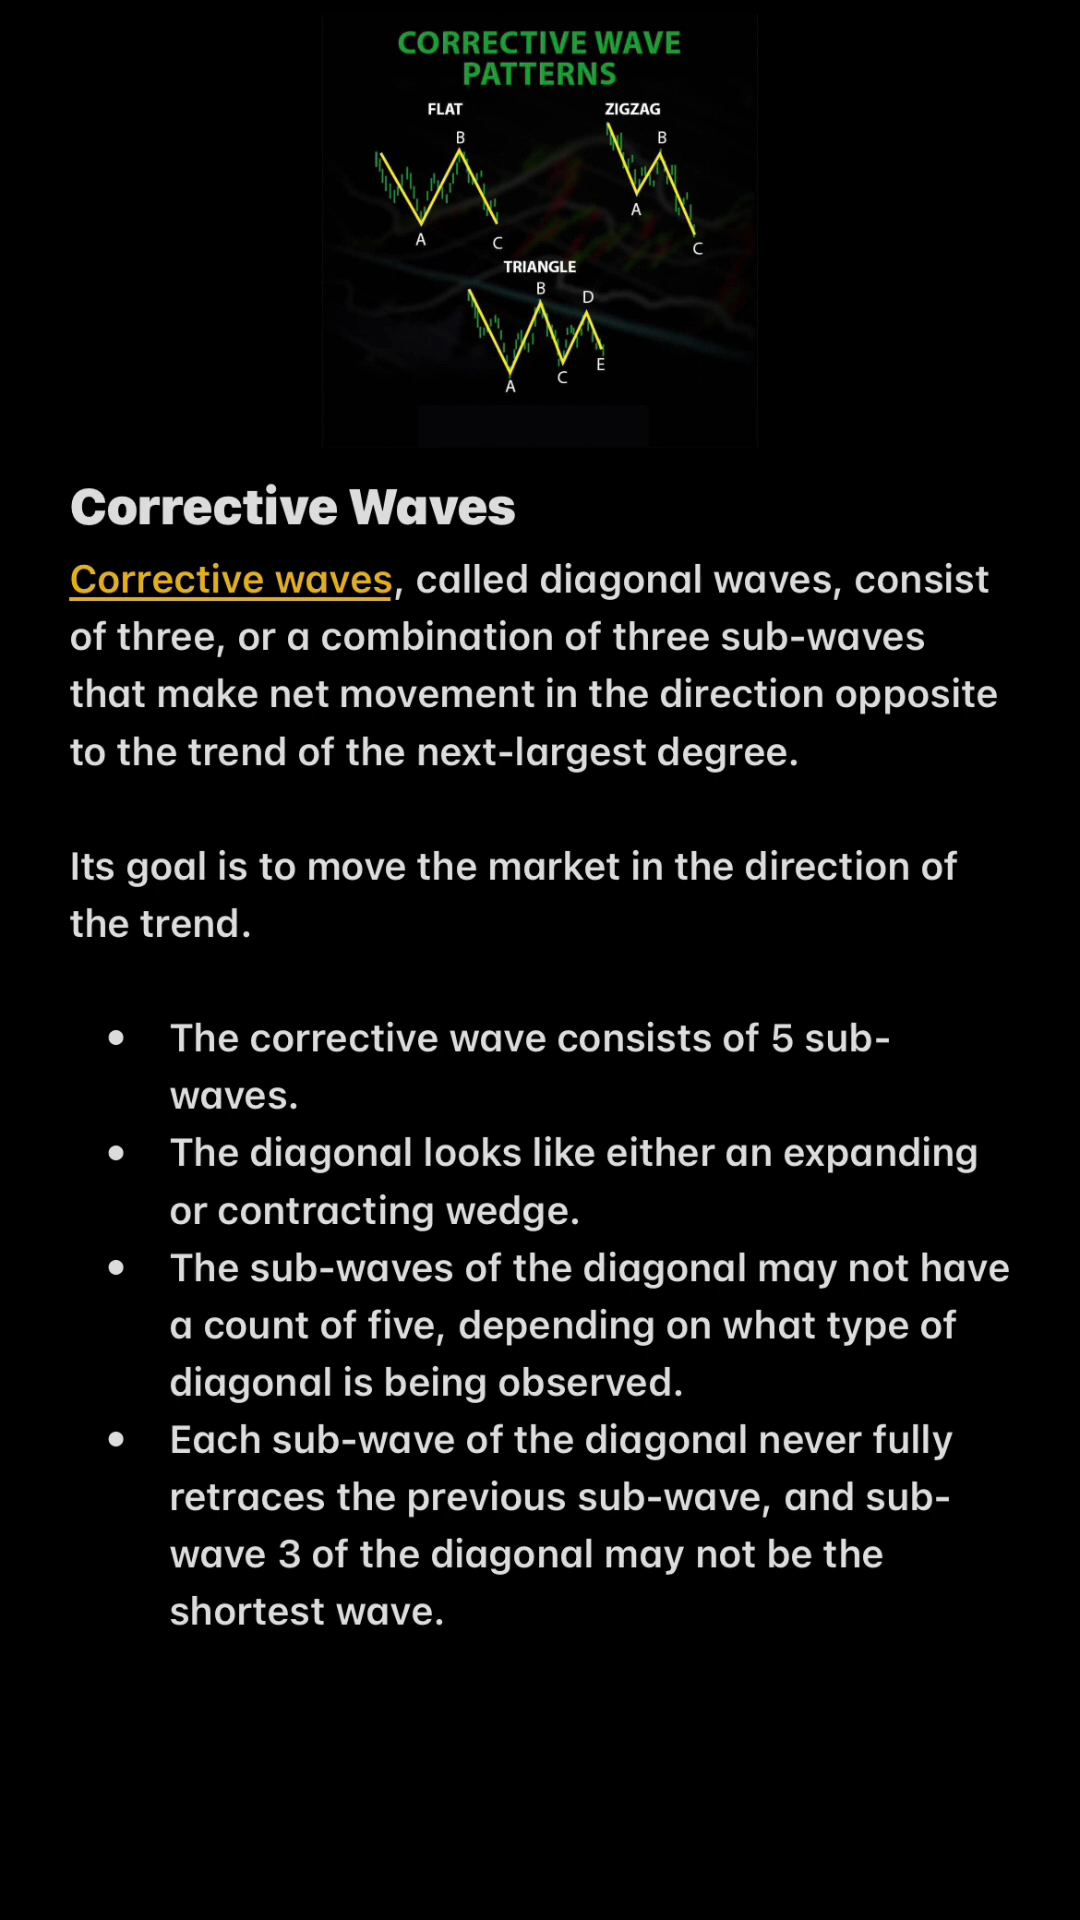 CORRECTIVE WAVE
PATTERNS
FLAT
B
A
C
ZIGZAG
B
A
C
TRIANGLE
B
D
A
C
E
Corrective Waves
Corrective waves, called diagonal waves, consist
of three, or a combination of three sub-waves
that make net movement in the direction opposite
to the trend of the next-largest degree.
Its goal is to move the market in the direction of
the trend.
• The corrective wave consists of 5 sub-
waves.
• The diagonal looks like either an expanding
or contracting wedge.
• The sub-waves of the diagonal may not have
a count of five, depending on what type of
diagonal is being observed.
• Each sub-wave of the diagonal never fully
retraces the previous sub-wave, and sub-
wave 3 of the diagonal may not be the
shortest wave.